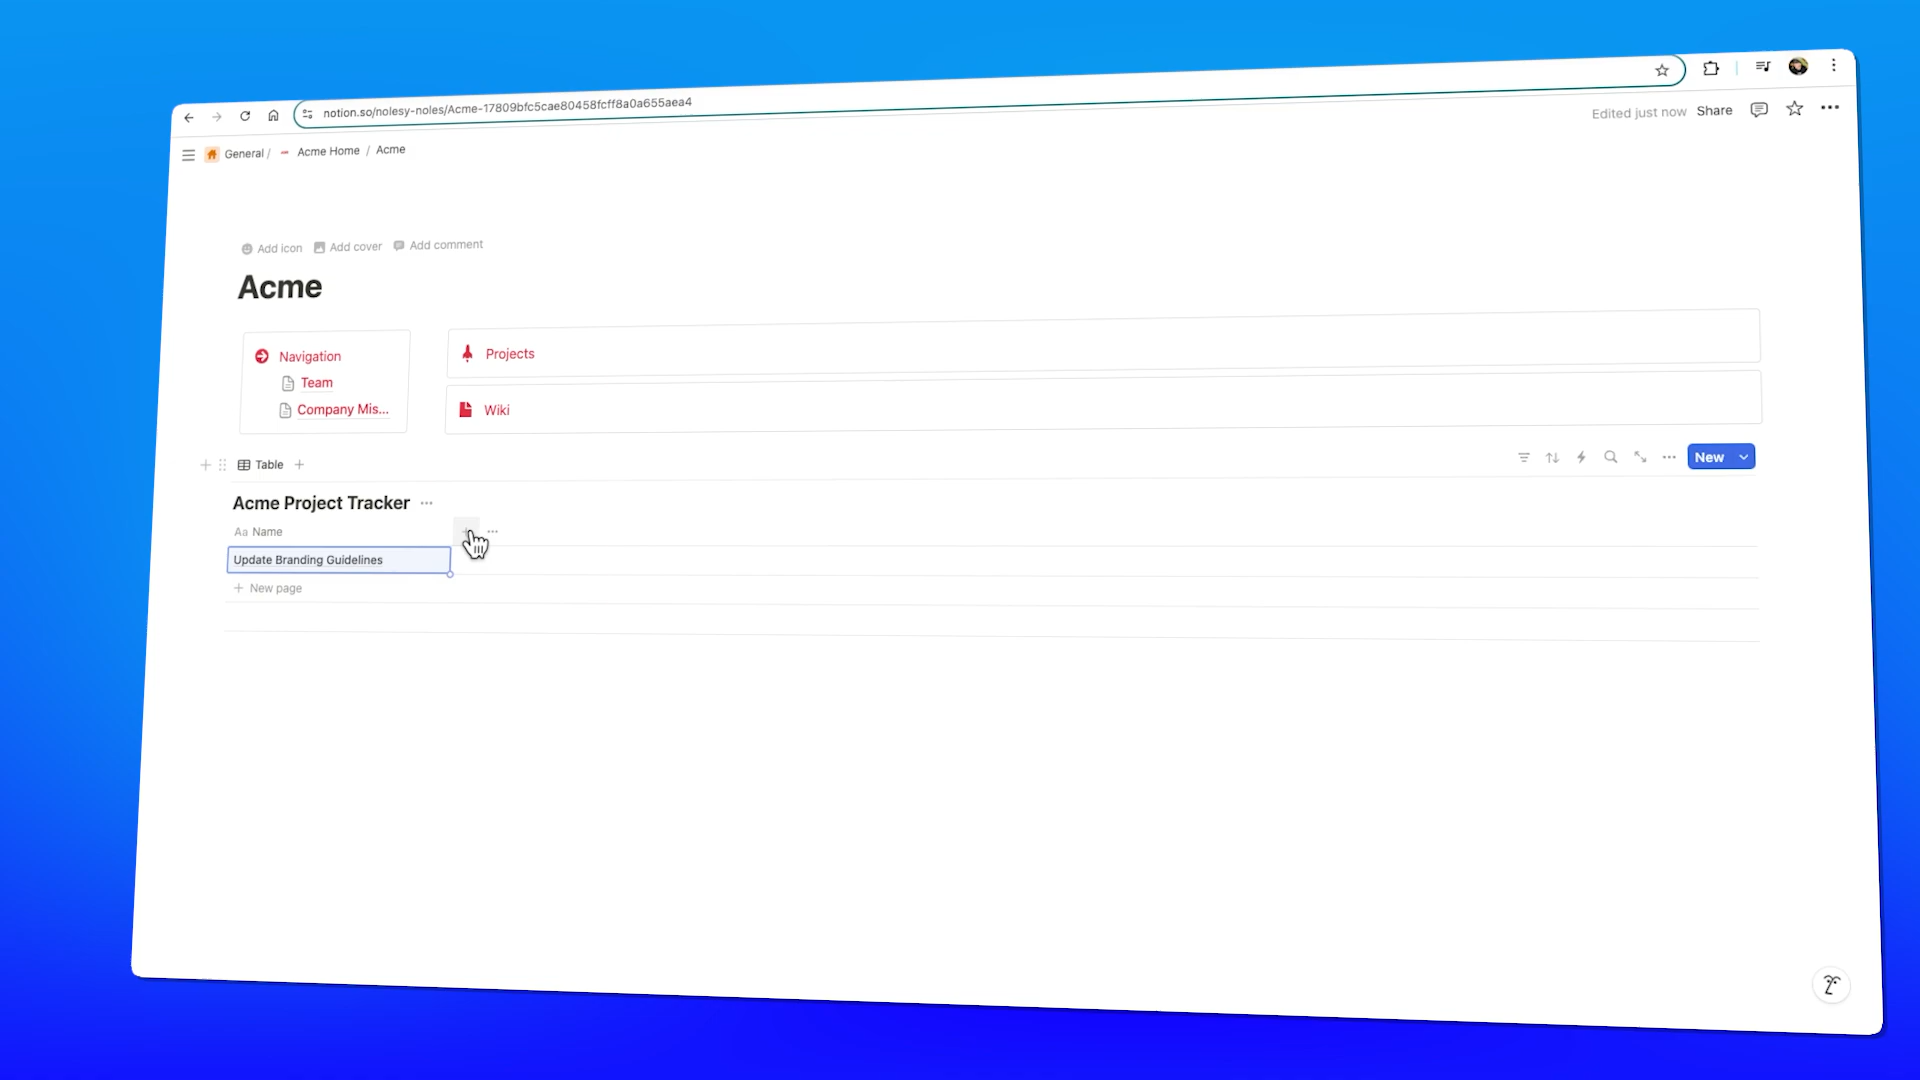 notion.so/nolesy-noles/Acme-17809bfc5cae80458fcff8a0a655aea4
General / Acme Home / Acme
Edited just now Share
Add icon Add cover Add comment
Acme
Navigation
Team
Company Mis...
Projects
Wiki
Table
New
Acme Project Tracker
Aa Name
Update Branding Guidelines
New page